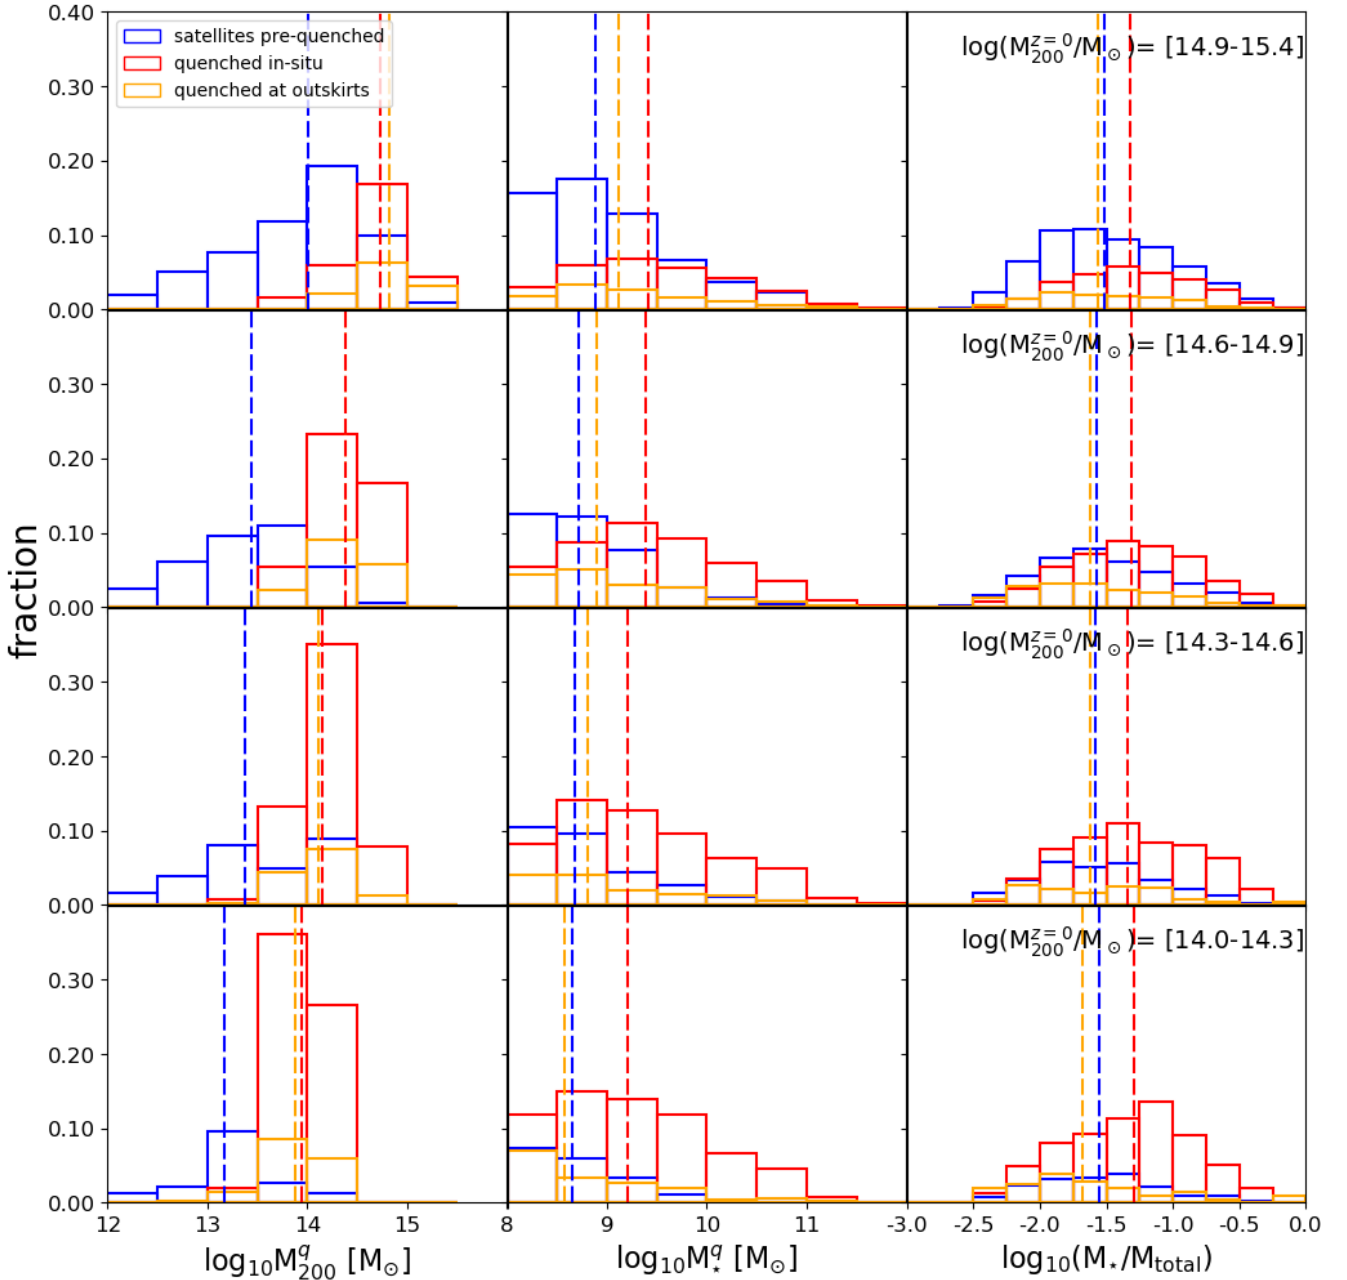 0.40
0.30
0.20
0.10
0.00
satellites pre-quenched
quenched in-situ
quenched at outskirts
log(M₂₀₀ᶻ⁼⁰/M⊙)= [14.9-15.4]
0.30
0.20
0.10
0.00
log(M₂₀₀ᶻ⁼⁰/M⊙)= [14.6-14.9]
fraction
0.30
0.20
0.10
0.00
log(M₂₀₀ᶻ⁼⁰/M⊙)= [14.3-14.6]
0.30
0.20
0.10
0.00
log(M₂₀₀ᶻ⁼⁰/M⊙)= [14.0-14.3]
12 13 14 15 8 9 10 11 -3.0 -2.5 -2.0 -1.5 -1.0 -0.5 0.0
log₁₀M₂₀₀^q [M⊙] log₁₀M⋆^q [M⊙] log10(M⋆/Mtotal)